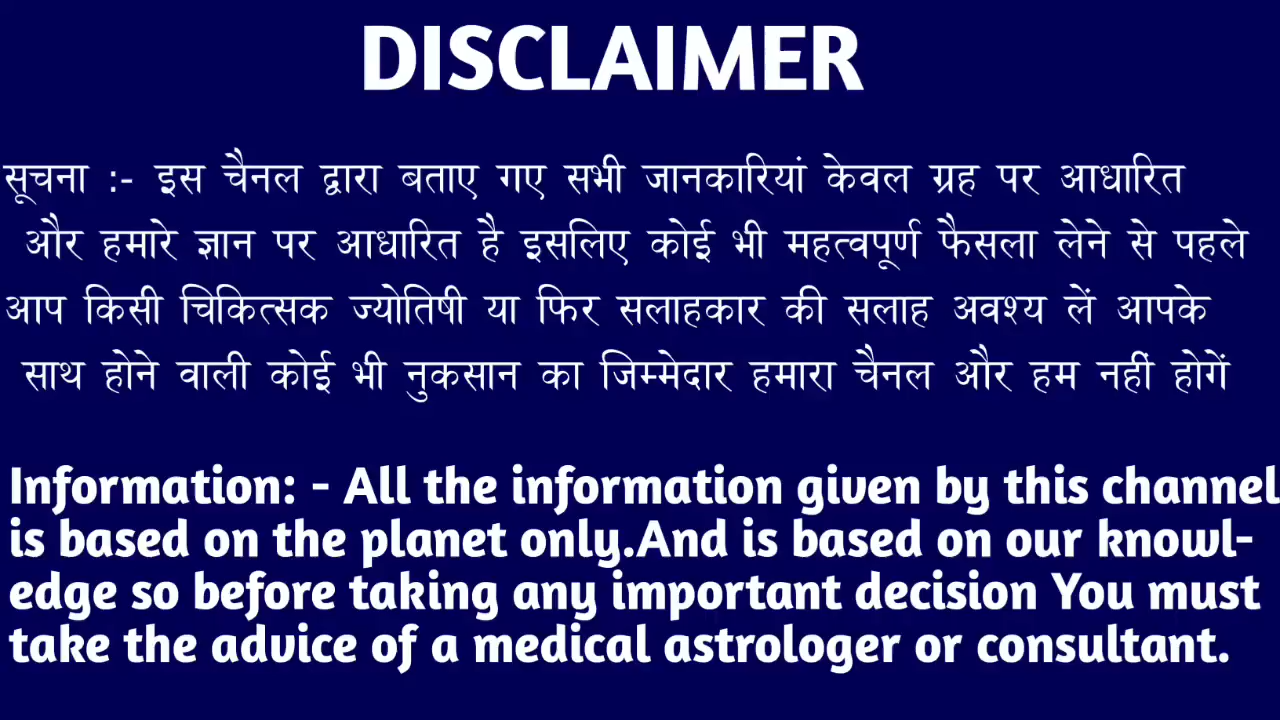 DISCLAIMER
सूचना :- इस चैनल द्वारा बताए गए सभी जानकारियां केवल ग्रह पर आधारित
और हमारे ज्ञान पर आधारित है इसलिए कोई भी महत्वपूर्ण फैसला लेने से पहले
आप किसी चिकित्सक ज्योतिषी या फिर सलाहकार की सलाह अवश्य लें आपके
साथ होने वाली कोई भी नुकसान का जिम्मेदार हमारा चैनल और हम नहीं होगें
Information: - All the information given by this channel
is based on the planet only.And is based on our knowl-
edge so before taking any important decision You must
take the advice of a medical astrologer or consultant.